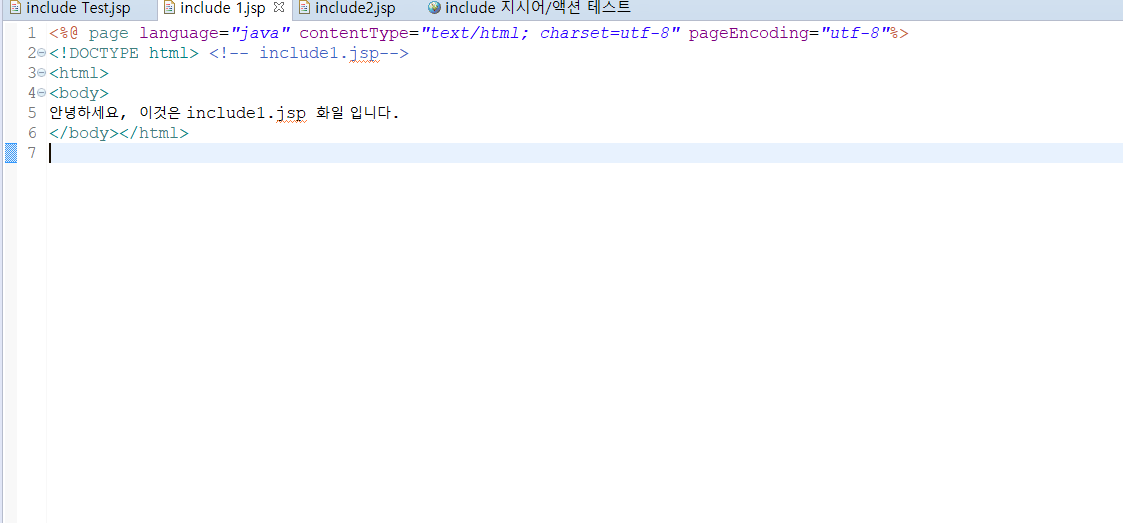 include Test.jsp include 1.jsp include2.jsp include 지시어/액션 테스트
1 <%@ page language="java" contentType="text/html; charset=utf-8" pageEncoding="utf-8"%>
2 <!DOCTYPE html> <!-- include1.jsp-->
3 <html>
4 <body>
5 안녕하세요, 이것은 include1.jsp 화일 입니다.
6 </body></html>
7